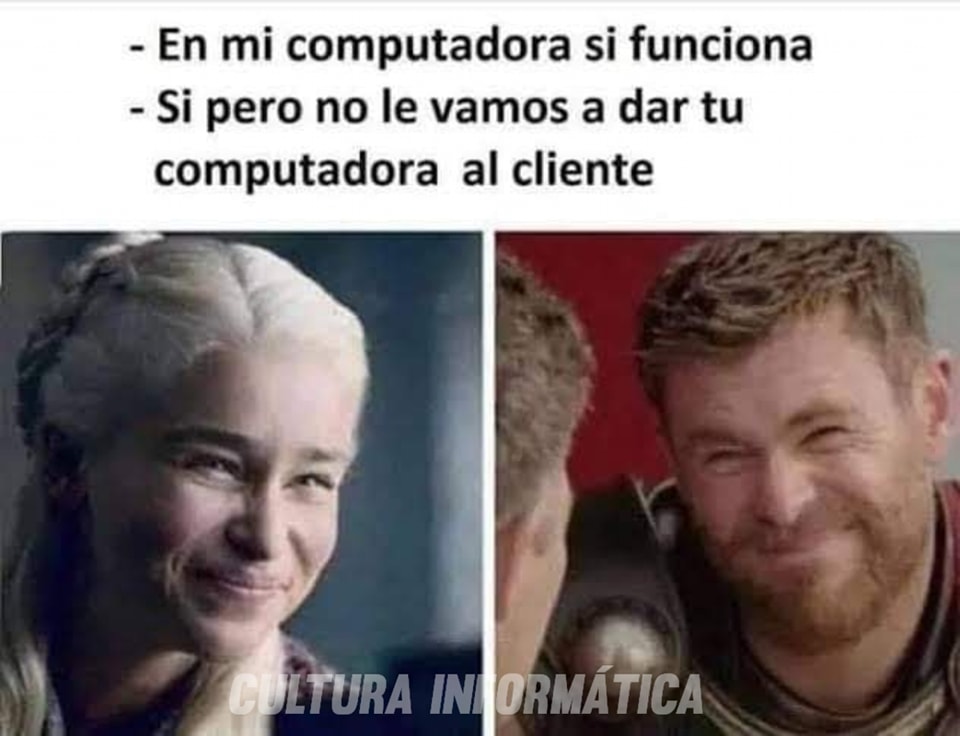 - En mi computadora si funciona
- Si pero no le vamos a dar tu
computadora al cliente
CULTURA INFORMÁTICA